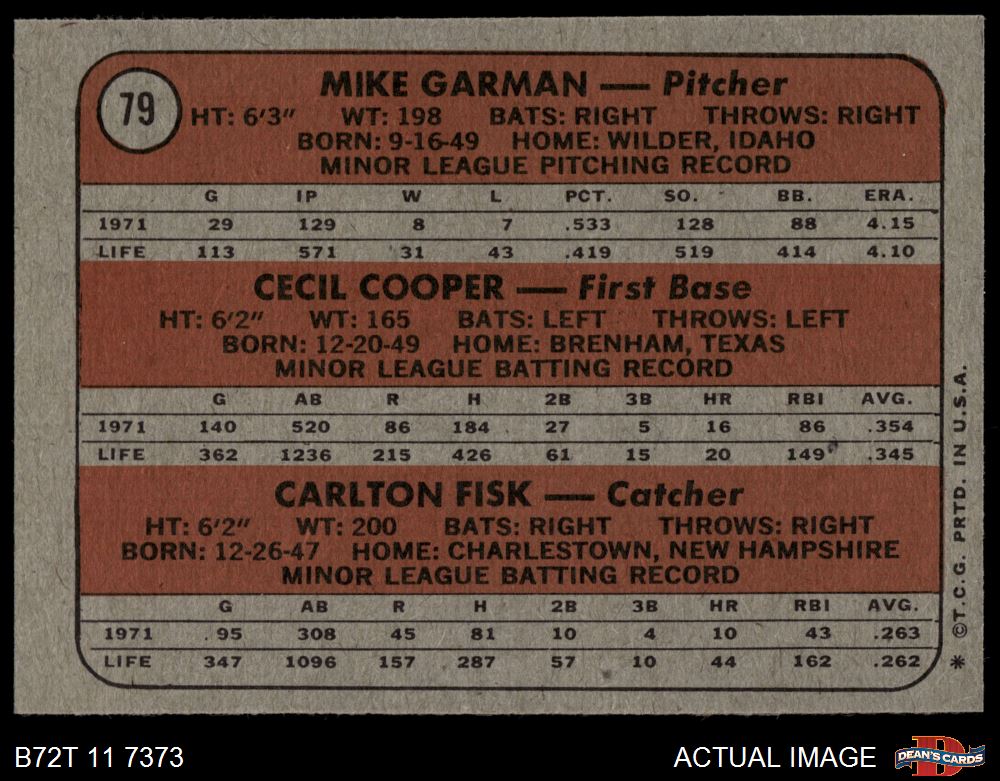 79
MIKE GARMAN — Pitcher
HT: 6'3" WT: 198 BATS: RIGHT THROWS: RIGHT
BORN: 9-16-49 HOME: WILDER, IDAHO
MINOR LEAGUE PITCHING RECORD
G IP W L PCT. SO. BB. ERA.
1971 29 129 8 7 .533 128 88 4.15
LIFE 113 571 31 43 .419 519 414 4.10
CECIL COOPER — First Base
HT: 6'2" WT: 165 BATS: LEFT THROWS: LEFT
BORN: 12-20-49 HOME: BRENHAM, TEXAS
MINOR LEAGUE BATTING RECORD
G AB R H 2B 3B HR RBI AVG.
1971 140 520 86 184 27 5 16 86 .354
LIFE 362 1236 215 426 61 15 20 149 .345
CARLTON FISK — Catcher
HT: 6'2" WT: 200 BATS: RIGHT THROWS: RIGHT
BORN: 12-26-47 HOME: CHARLESTOWN, NEW HAMPSHIRE
MINOR LEAGUE BATTING RECORD
G AB R H 2B 3B HR RBI AVG.
1971 95 308 45 81 10 4 10 43 .263
LIFE 347 1096 157 287 57 10 44 162 .262
* ©T.C.G. PRTD. IN U.S.A.
B72T 11 7373
ACTUAL IMAGE
D
DEAN'S CARDS